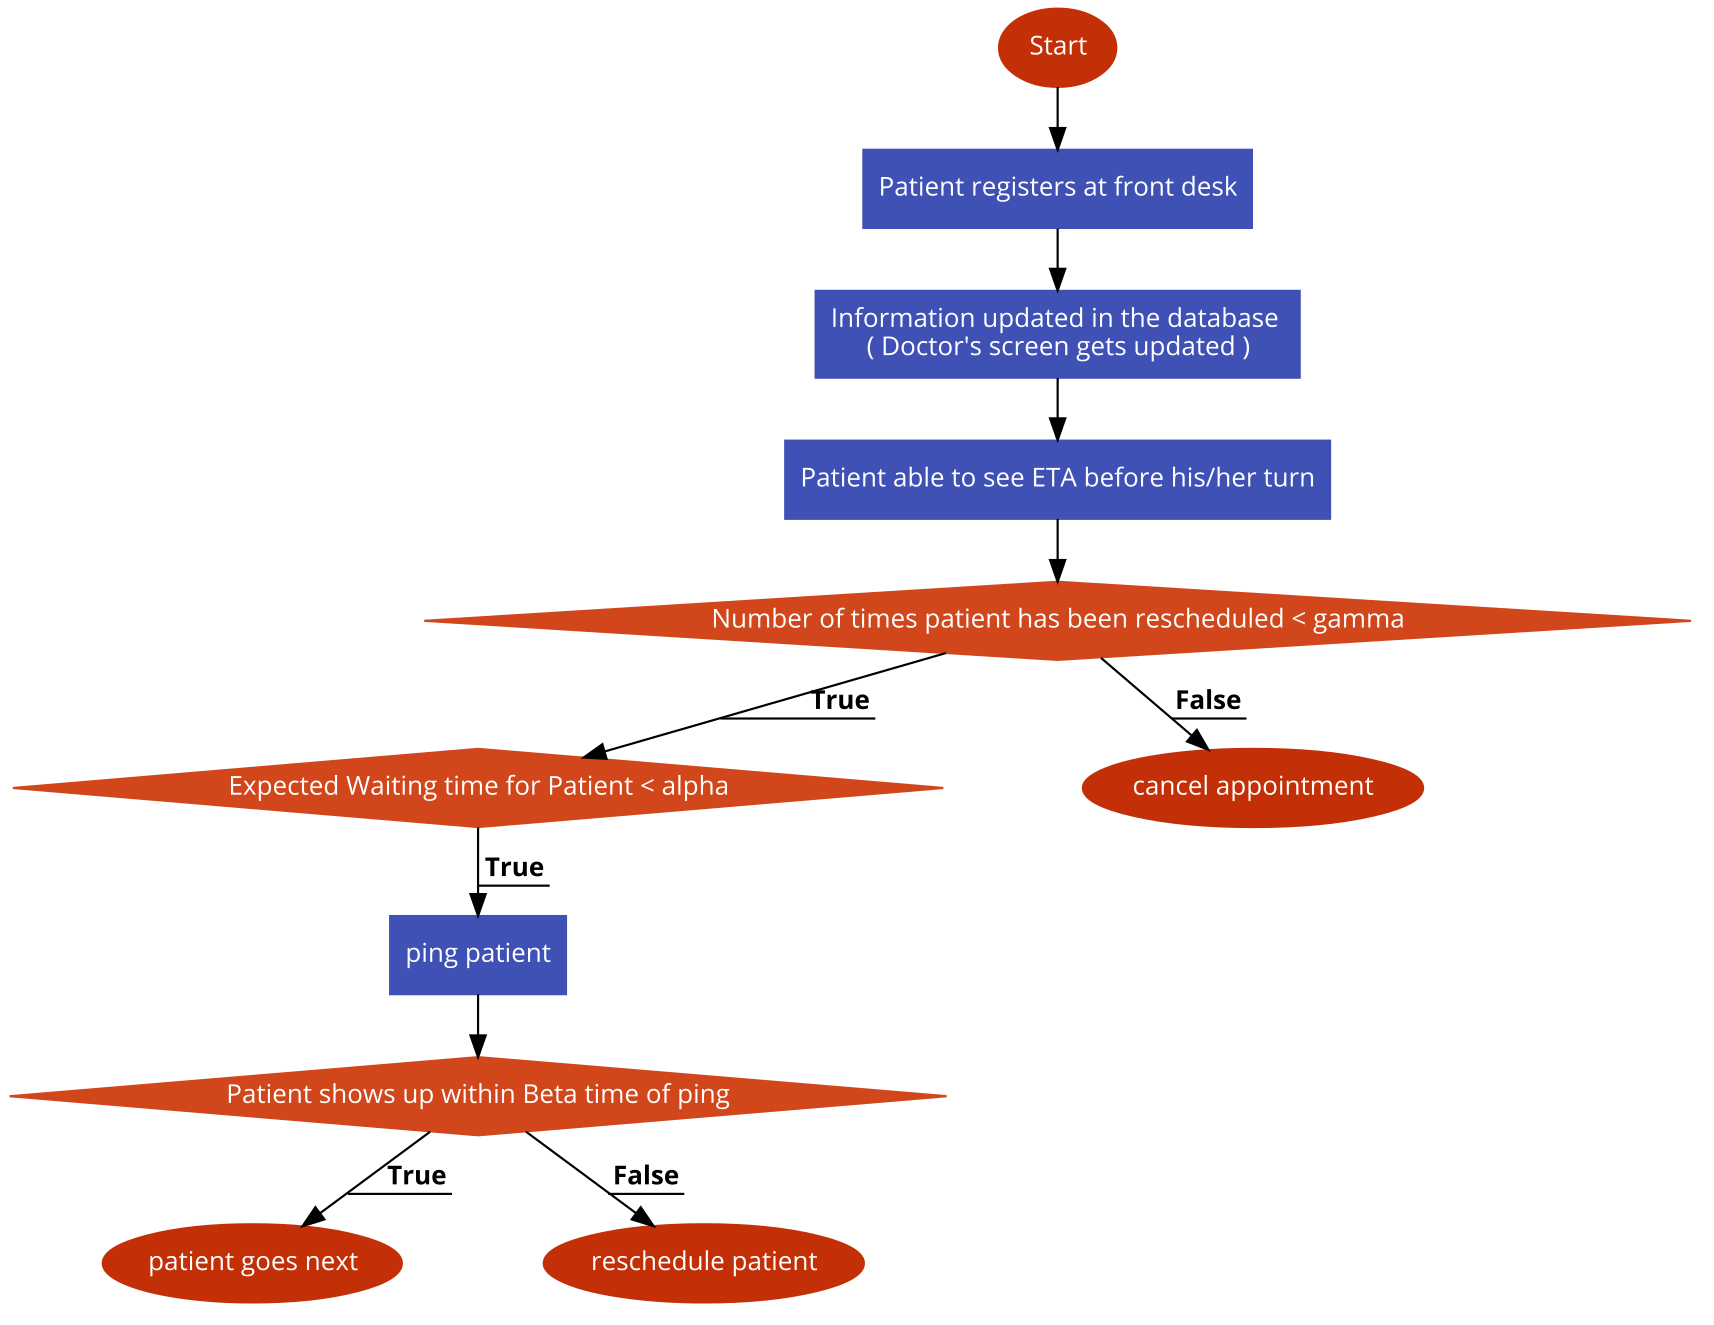 Start
Patient registers at front desk
Information updated in the database
( Doctor's screen gets updated )
Patient able to see ETA before his/her turn
Number of times patient has been rescheduled < gamma
True
False
Expected Waiting time for Patient < alpha
cancel appointment
True
ping patient
Patient shows up within Beta time of ping
True
False
patient goes next
reschedule patient